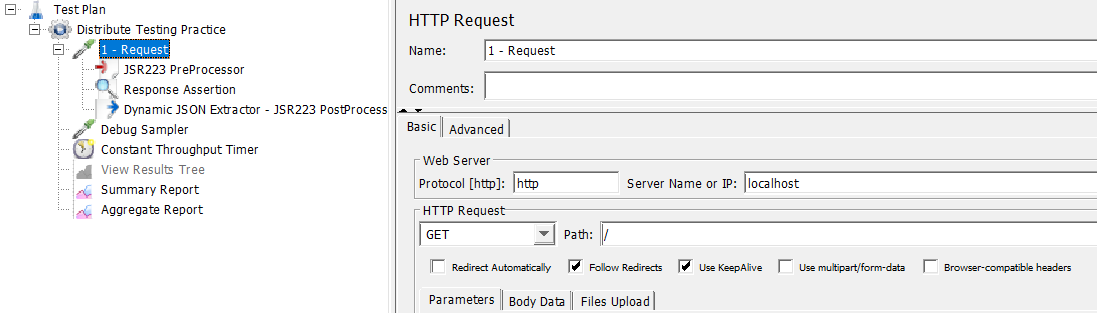 Test Plan
Distribute Testing Practice
1 - Request
JSR223 PreProcessor
Response Assertion
Dynamic JSON Extractor - JSR223 PostProcess
Debug Sampler
Constant Throughput Timer
View Results Tree
Summary Report
Aggregate Report
HTTP Request
Name: 1 - Request
Comments:
Basic Advanced
Web Server
Protocol [http]: http Server Name or IP: localhost
HTTP Request
GET Path: /
Redirect Automatically Follow Redirects Use KeepAlive Use multipart/form-data Browser-compatible headers
Parameters Body Data Files Upload